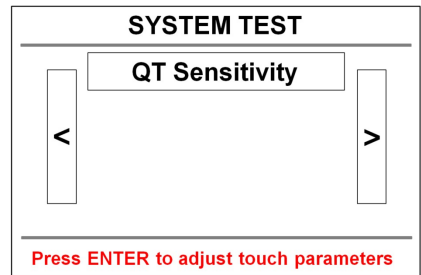 SYSTEM TEST
QT Sensitivity
< >
Press ENTER to adjust touch parameters